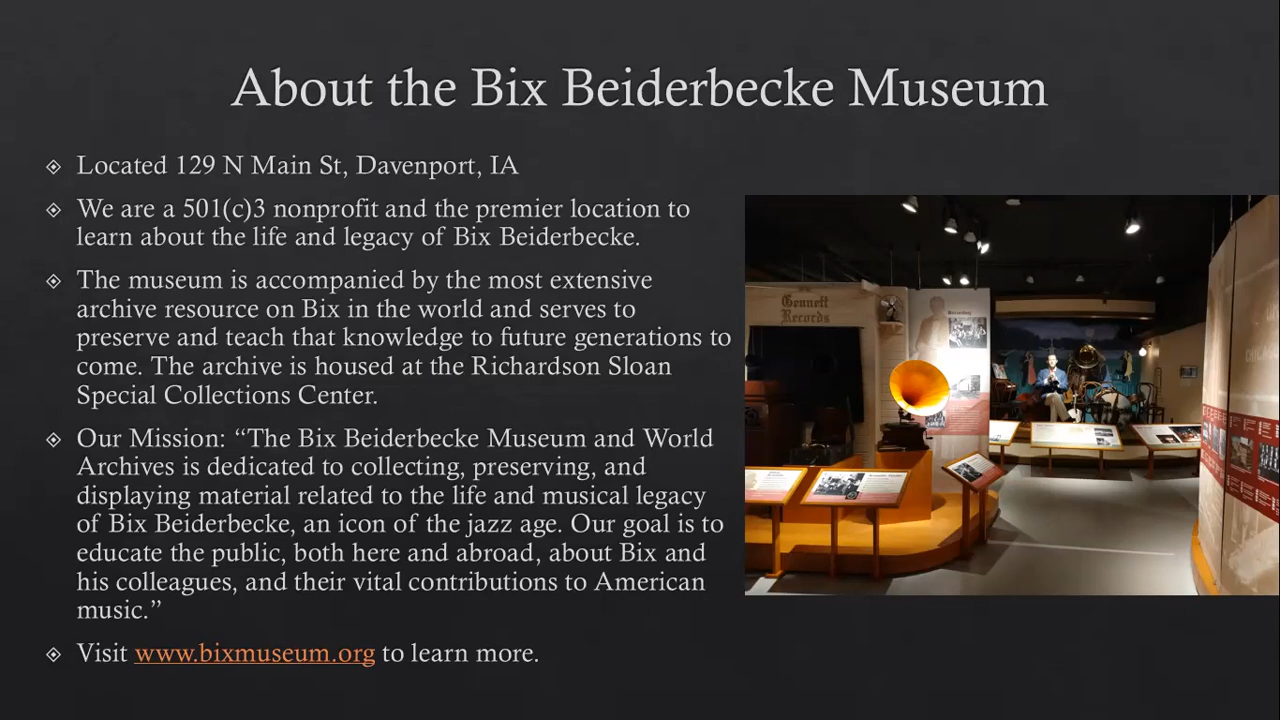 About the Bix Beiderbecke Museum
Located 129 N Main St, Davenport, IA
We are a 501(c)3 nonprofit and the premier location to
learn about the life and legacy of Bix Beiderbecke.
The museum is accompanied by the most extensive
archive resource on Bix in the world and serves to
preserve and teach that knowledge to future generations to
come. The archive is housed at the Richardson Sloan
Special Collections Center.
Our Mission: “The Bix Beiderbecke Museum and World
Archives is dedicated to collecting, preserving, and
displaying material related to the life and musical legacy
of Bix Beiderbecke, an icon of the jazz age. Our goal is to
educate the public, both here and abroad, about Bix and
his colleagues, and their vital contributions to American
music.”
Visit www.bixmuseum.org to learn more.
Gennett
Records